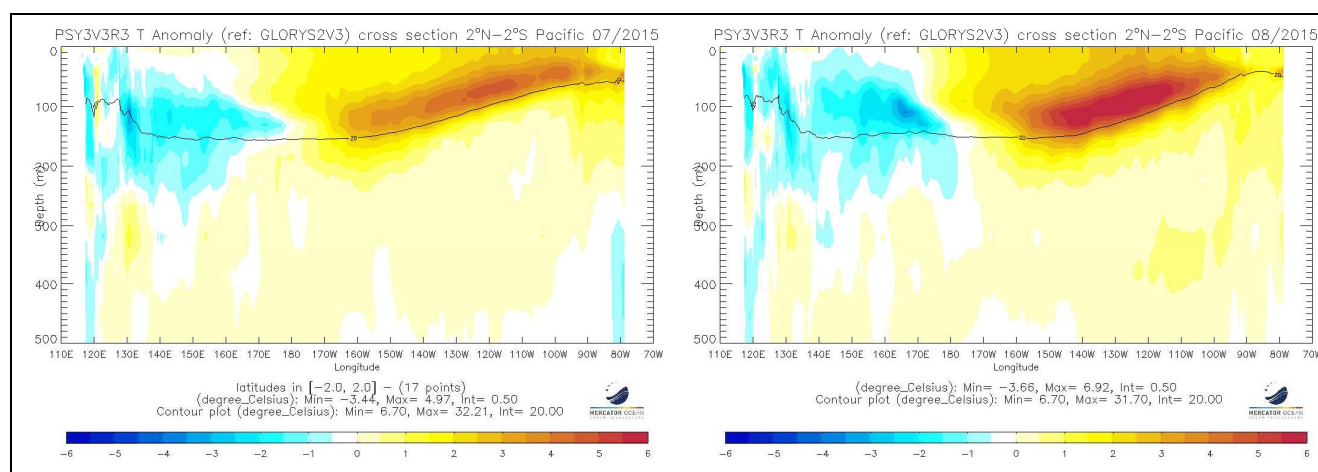 PSY3V3R3 T Anomaly (ref: GLORYS2V3) cross section 2°N-2°S Pacific 07/2015
0
100
200
300
400
500
Depth (m)
20
20
110E 120E 130E 140E 150E 160E 170E 180 170W 160W 150W 140W 130W 120W 110W 100W 90W 80W 70W
Longitude
latitudes in [-2.0, 2.0] - (17 points)
(degree_Celsius): Min= -3.44, Max= 4.97, Int= 0.50
Contour plot (degree_Celsius): Min= 6.70, Max= 32.21, Int= 20.00
MERCATOR OCEAN
-6 -5 -4 -3 -2 -1 0 1 2 3 4 5 6
PSY3V3R3 T Anomaly (ref: GLORYS2V3) cross section 2°N-2°S Pacific 08/2015
0
100
200
300
400
500
Depth (m)
20
20
110E 120E 130E 140E 150E 160E 170E 180 170W 160W 150W 140W 130W 120W 110W 100W 90W 80W 70W
Longitude
(degree_Celsius): Min= -3.66, Max= 6.92, Int= 0.50
Contour plot (degree_Celsius): Min= 6.70, Max= 31.70, Int= 20.00
MERCATOR OCEAN
-6 -5 -4 -3 -2 -1 0 1 2 3 4 5 6